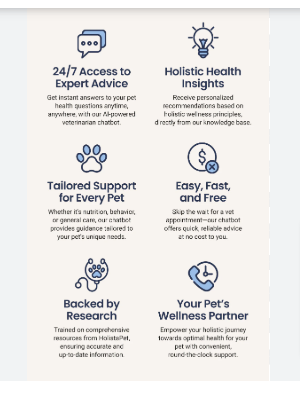 24/7 Access to
Expert Advice
Get instant answers to your pet
health questions anytime,
anywhere, with our AI-powered
veterinarian chatbot.
Holistic Health
Insights
Receive personalized
recommendations based on
holistic wellness principles,
directly from our knowledge base.
Tailored Support
for Every Pet
Whether it's nutrition, behavior,
or general care, our chatbot
provides guidance tailored to
your pet's unique needs.
Easy, Fast,
and Free
Skip the wait for a vet
appointment—our chatbot
offers quick, reliable advice
at no cost to you.
Backed by
Research
Trained on comprehensive
resources from HolistaPet,
ensuring accurate and
up-to-date information.
Your Pet's
Wellness Partner
Empower your holistic journey
towards optimal health for your
pet with convenient,
round-the-clock support.